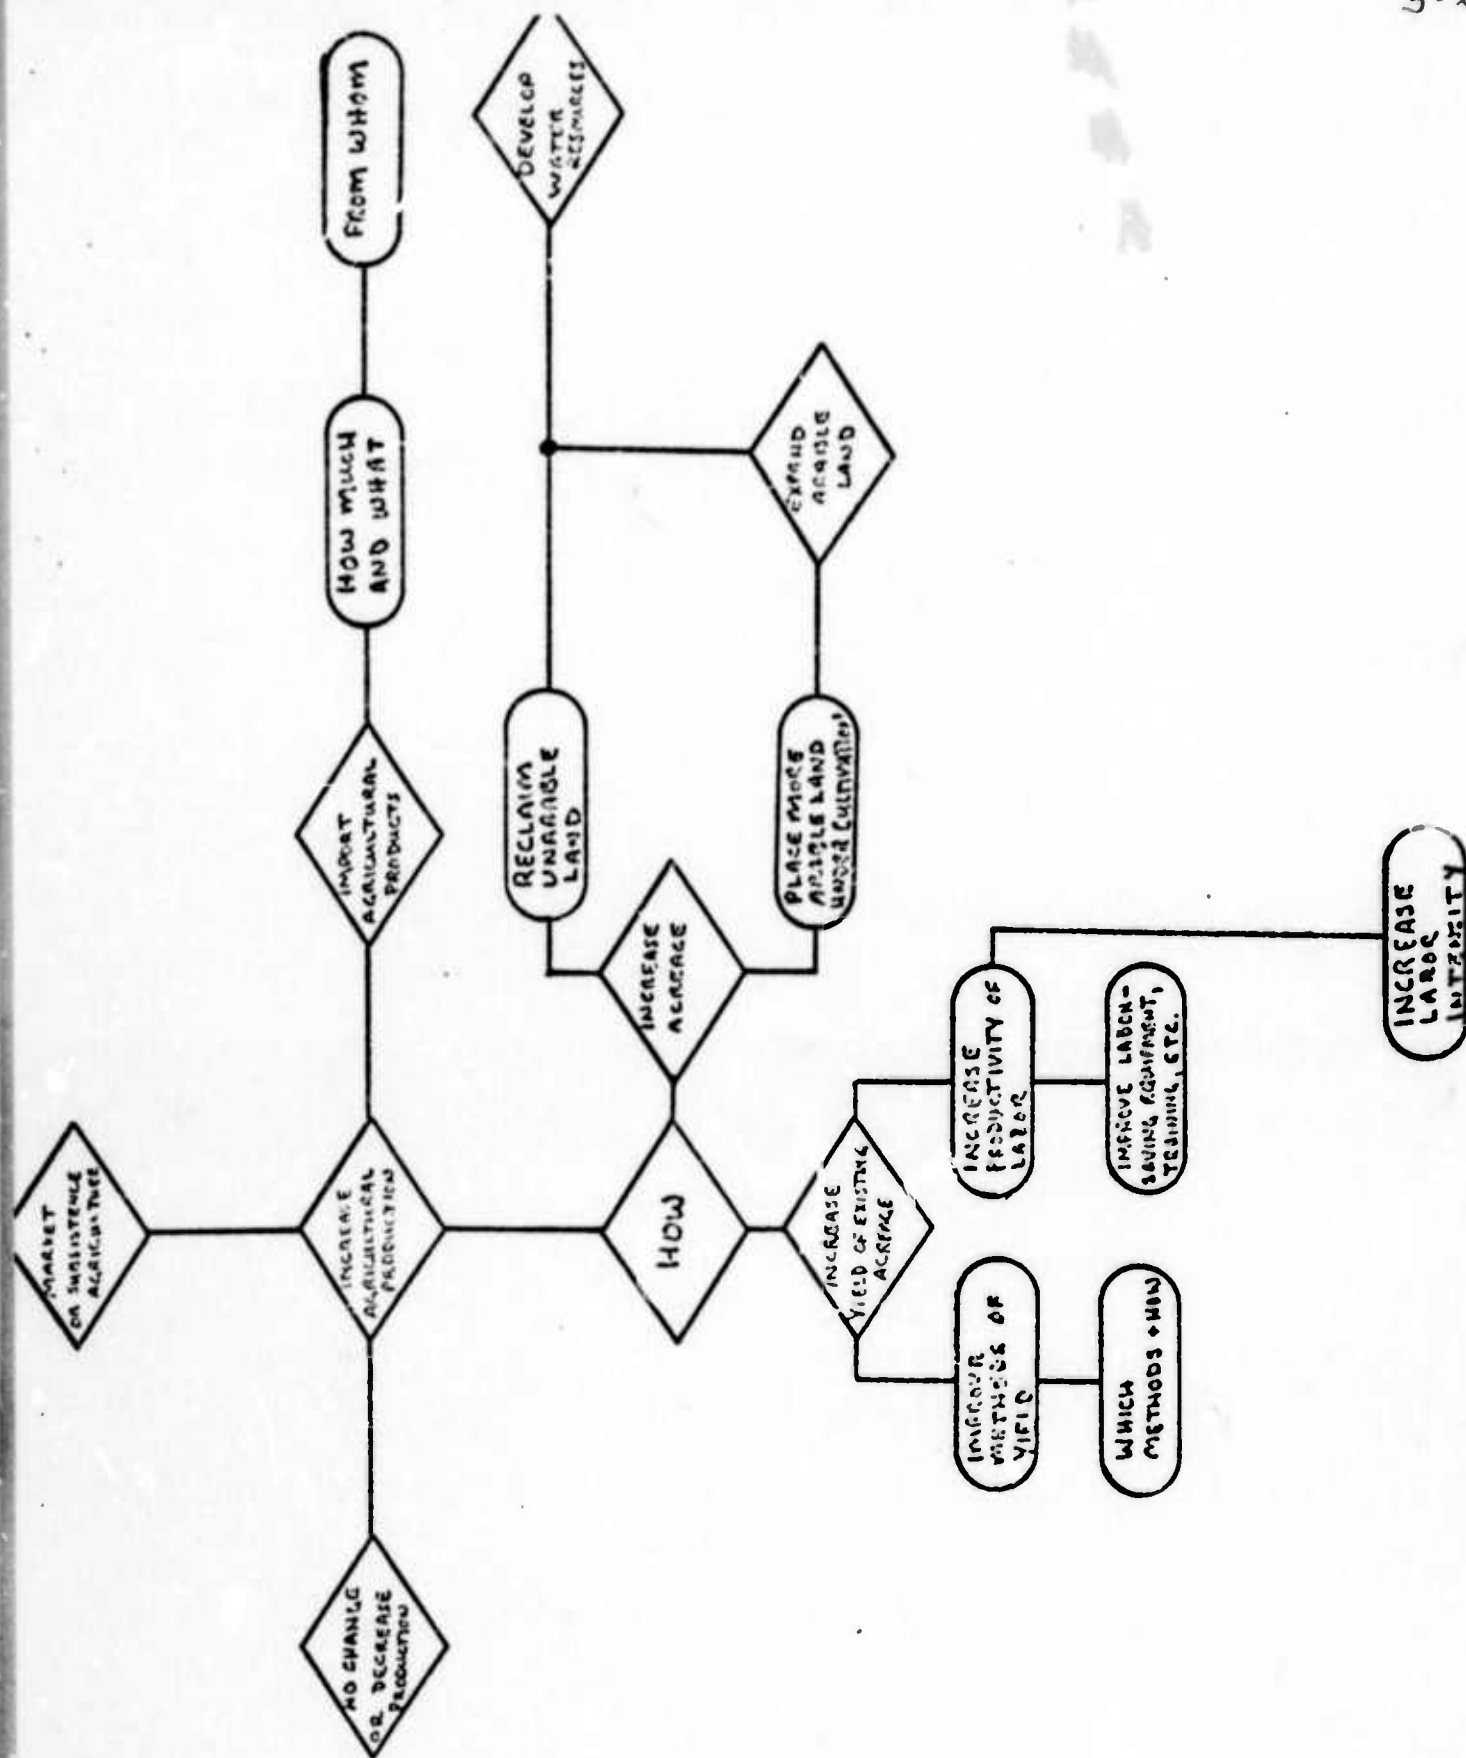 MARKET
OR SUBSISTENCE
AGRICULTURE
NO CHANGE
OR DECREASE
PRODUCTION
INCREASE
AGRICULTURAL
PRODUCTION
IMPORT
AGRICULTURAL
PRODUCTS
HOW MUCH
AND WHAT
FROM WHOM
HOW
INCREASE
ACREAGE
RECLAIM
UNARABLE
LAND
DEVELOP
WATER
RESOURCES
PLACE MORE
ARABLE LAND
UNDER CULTIVATION
EXPAND
ARABLE
LAND
INCREASE
YIELD OF EXISTING
ACREAGE
IMPROVE
METHODS OF
YIELD
WHICH
METHODS + HOW
INCREASE
PRODUCTIVITY OF
LABOR
IMPROVE LABOR-
SAVING EQUIPMENT,
TRAINING, ETC.
INCREASE
LABOR
INTENSITY